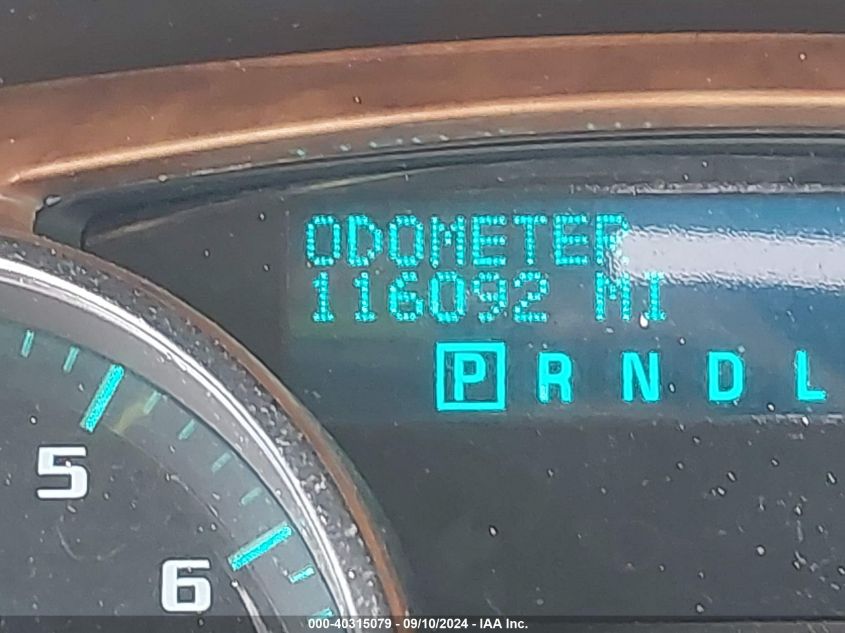 ODOMETER
116092 MI
P R N D L
5
6
000-40315079 - 09/10/2024 - IAA Inc.